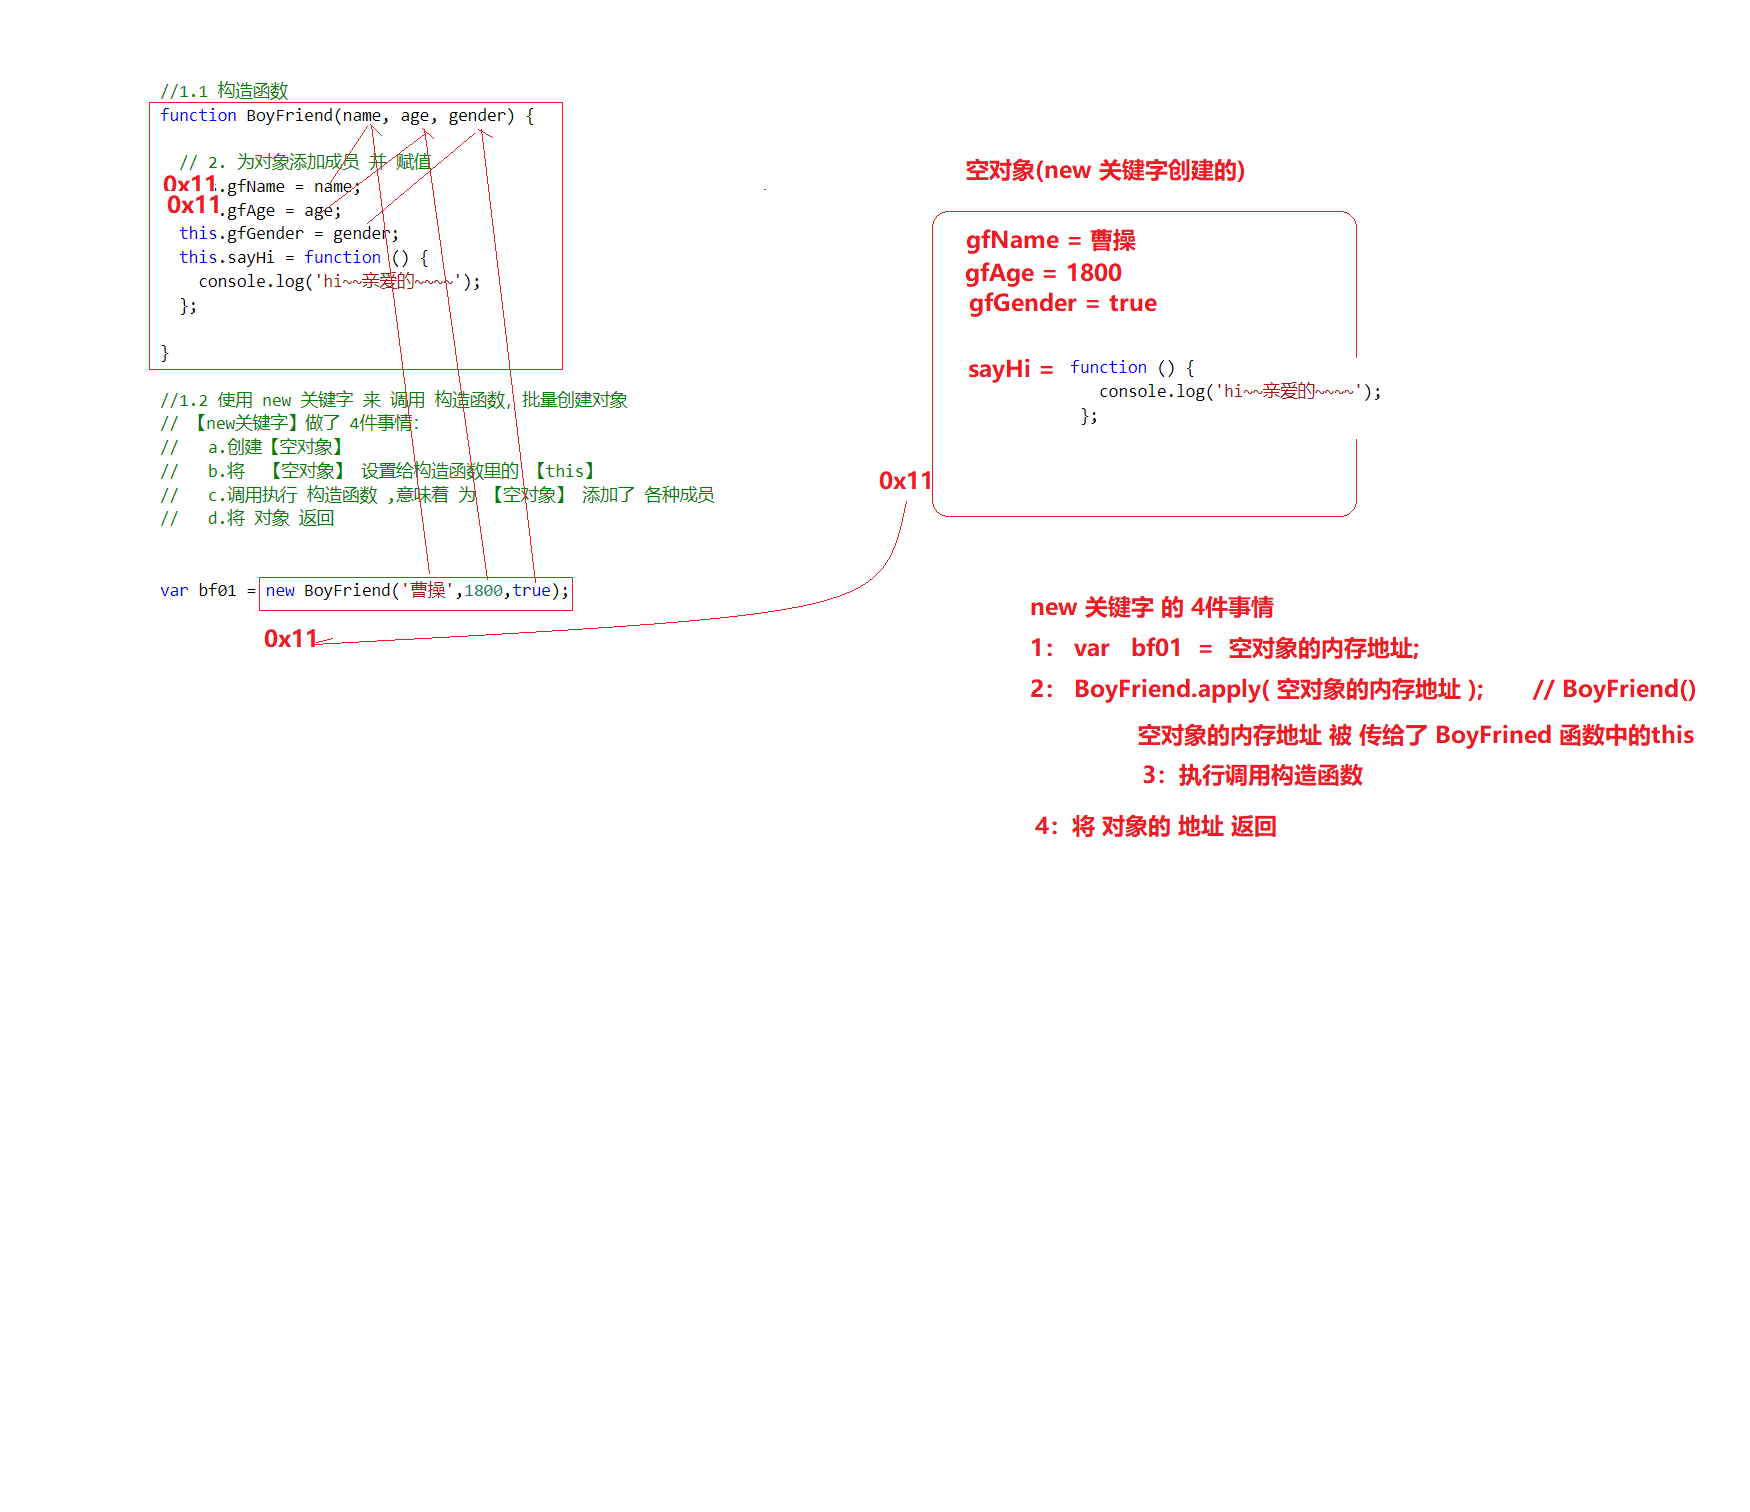 //1.1 构造函数
function BoyFriend(name, age, gender) {
// 2. 为对象添加成员 并 赋值
0x11.gfName = name;
0x11.gfAge = age;
this.gfGender = gender;
this.sayHi = function () {
console.log('hi~~亲爱的~~~~');
};
}
//1.2 使用 new 关键字 来 调用 构造函数, 批量创建对象
// 【new关键字】做了 4件事情:
// a.创建【空对象】
// b.将 【空对象】 设置给构造函数里的 【this】
// c.调用执行 构造函数 ,意味着 为 【空对象】 添加了 各种成员
// d.将 对象 返回
var bf01 = new BoyFriend('曹操',1800,true);
0x11
空对象(new 关键字创建的)
gfName = 曹操
gfAge = 1800
gfGender = true
sayHi = function () {
console.log('hi~~亲爱的~~~~');
};
0x11
new 关键字 的 4件事情
1： var bf01 = 空对象的内存地址;
2： BoyFriend.apply( 空对象的内存地址 ); // BoyFriend()
空对象的内存地址 被 传给了 BoyFrined 函数中的this
3：执行调用构造函数
4：将 对象的 地址 返回